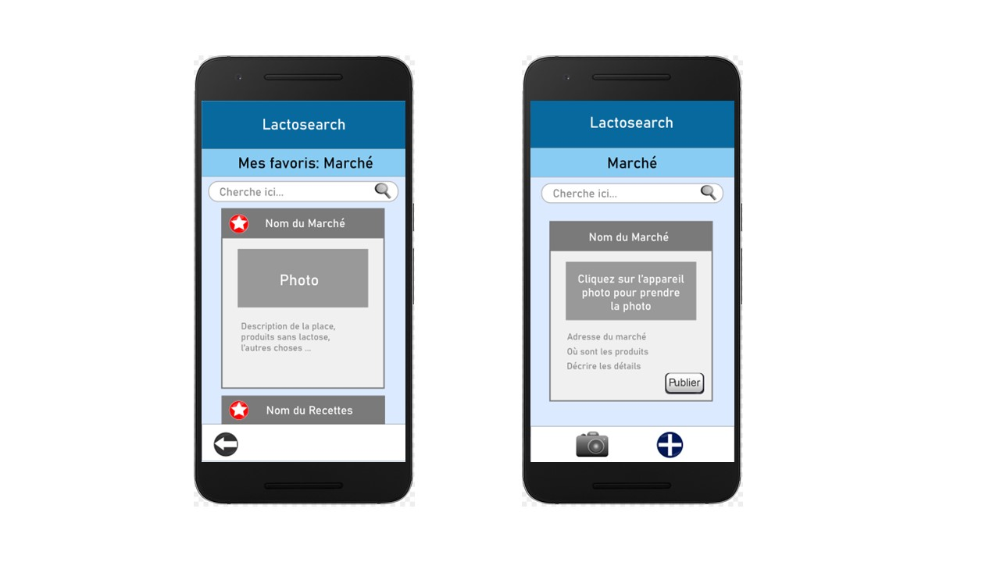 Lactosearch
Mes favoris: Marché
Cherche ici...
Nom du Marché
Photo
Description de la place,
produits sans lactose,
l'autres choses ...
Nom du Recettes
Lactosearch
Marché
Cherche ici...
Nom du Marché
Cliquez sur l'appareil
photo pour prendre
la photo
Adresse du marché
Où sont les produits
Décrire les détails
Publier